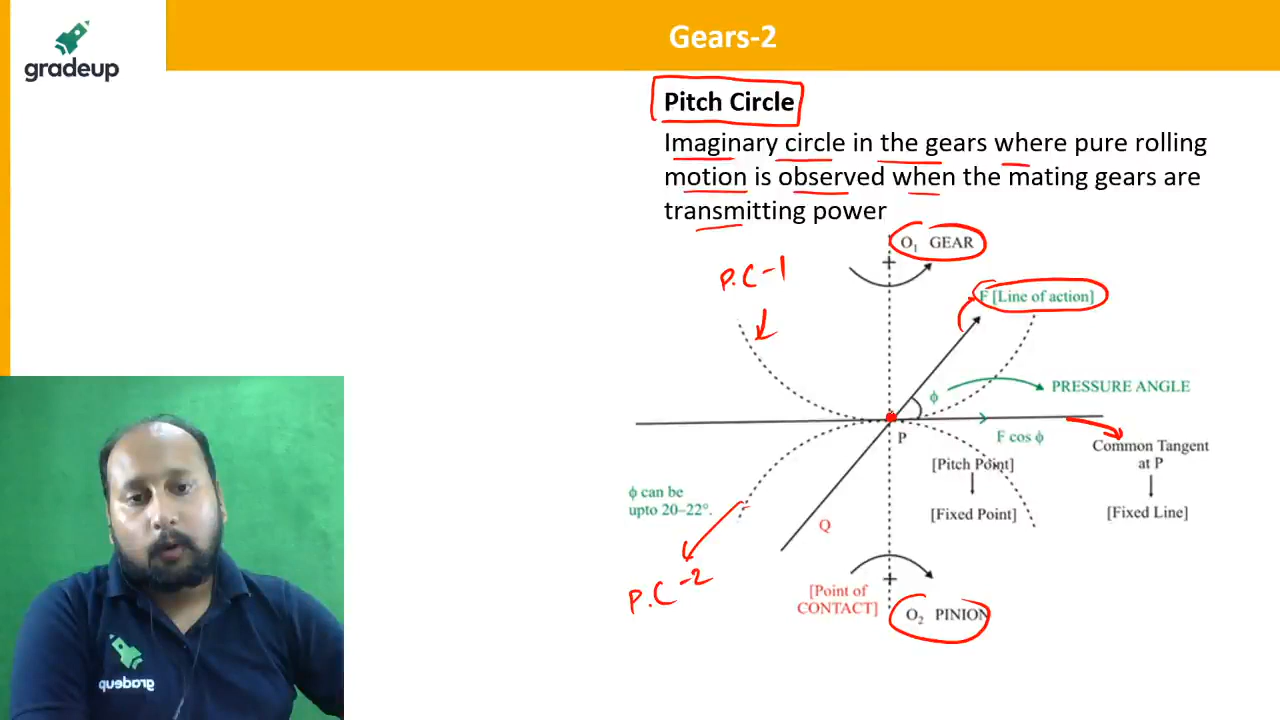 Gears-2
gradeup
Pitch Circle
Imaginary circle in the gears where pure rolling
motion is observed when the mating gears are
transmitting power
O₁ GEAR
P.C-1
F [Line of action]
ϕ
PRESSURE ANGLE
P
F cos ϕ
Common Tangent
at P
[Pitch Point]
ϕ can be
upto 20–22°.
[Fixed Point]
[Fixed Line]
Q
P.C-2
[Point of
CONTACT]
O₂ PINION
gradeup